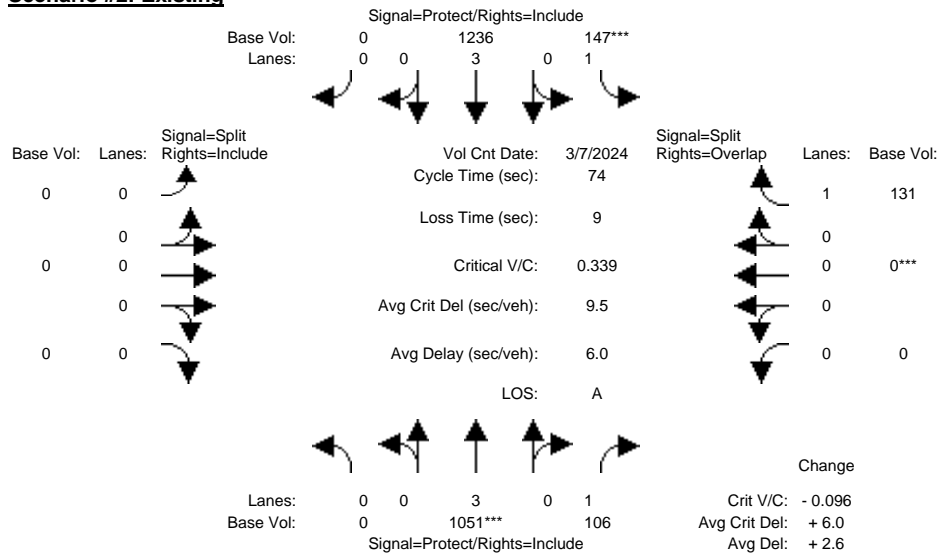 Scenario #2: Existing
Signal=Protect/Rights=Include
Base Vol: 0 1236 147***
Lanes: 0 0 3 0 1
Signal=Split Signal=Split
Base Vol: Lanes: Rights=Include Vol Cnt Date: 3/7/2024 Rights=Overlap Lanes: Base Vol:
Cycle Time (sec): 74
0 0 1 131
Loss Time (sec): 9
0 0
0 0 Critical V/C: 0.339 0 0***
0 Avg Crit Del (sec/veh): 9.5 0
0 0 Avg Delay (sec/veh): 6.0 0 0
LOS: A
Change
Lanes: 0 0 3 0 1 Crit V/C: - 0.096
Base Vol: 0 1051*** 106 Avg Crit Del: + 6.0
Signal=Protect/Rights=Include Avg Del: + 2.6